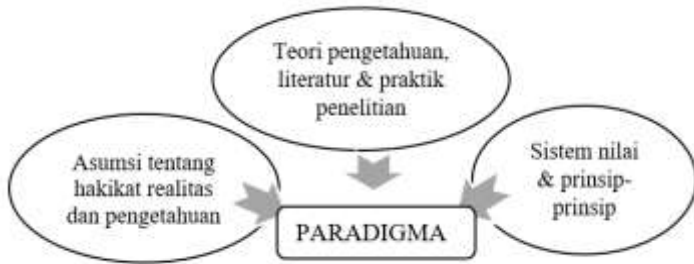 Teori pengetahuan,
literatur & praktik
penelitian
Asumsi tentang
hakikat realitas
dan pengetahuan
Sistem nilai
& prinsip-
prinsip
PARADIGMA